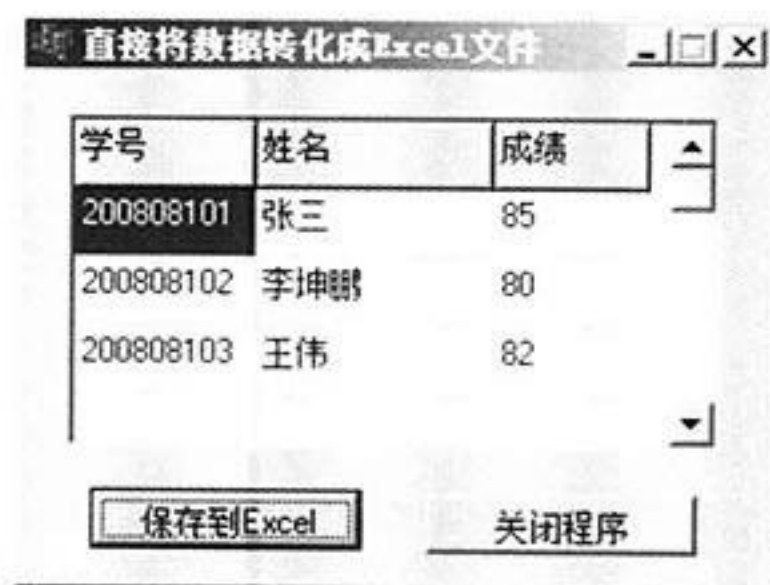 直接将数据转化成Excel文件
学号 姓名 成绩
200808101 张三 85
200808102 李坤鹏 80
200808103 王伟 82
保存到Excel 关闭程序